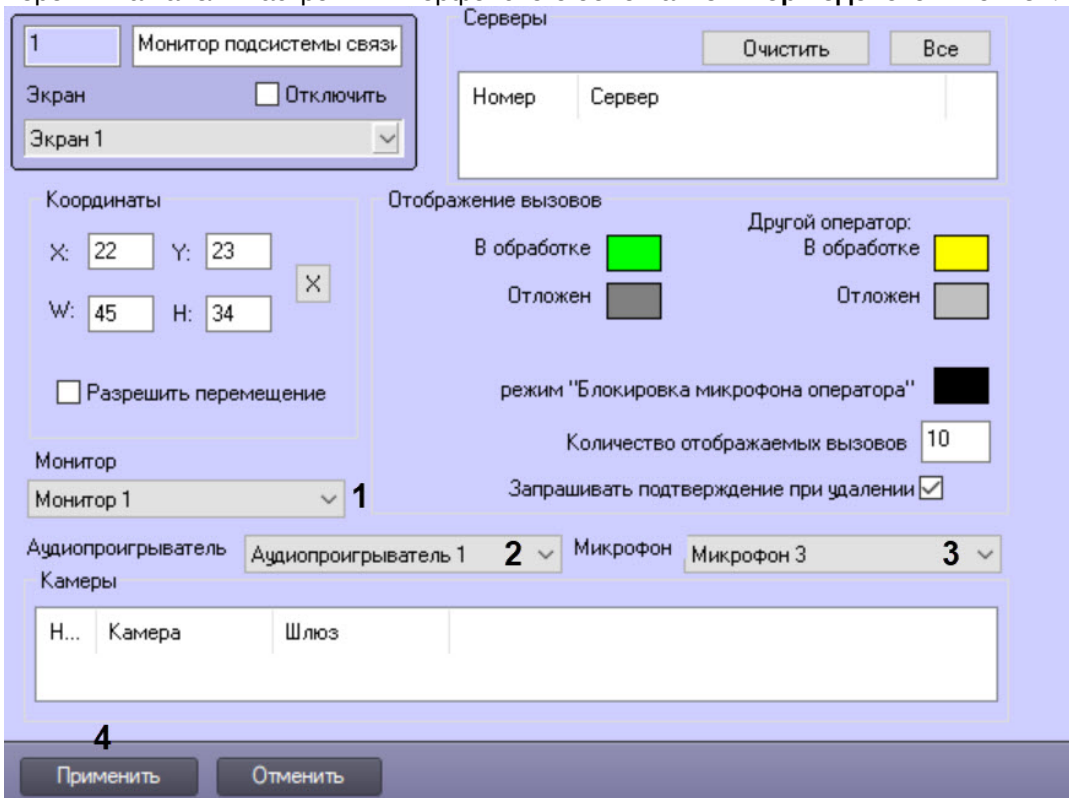 Серверы
1 Монитор подсистемы связи
Очистить Все
Экран Отключить
Номер Сервер
Экран 1
Координаты
X: 22 Y: 23
X
W: 45 H: 34
Разрешить перемещение
Отображение вызовов
Другой оператор:
В обработке В обработке
Отложен Отложен
режим "Блокировка микрофона оператора"
Количество отображаемых вызовов 10
Запрашивать подтверждение при удалении
Монитор
Монитор 1 1
Аудиопроигрыватель Аудиопроигрыватель 1 2 Микрофон Микрофон 3 3
Камеры
Н... Камера Шлюз
4
Применить Отменить